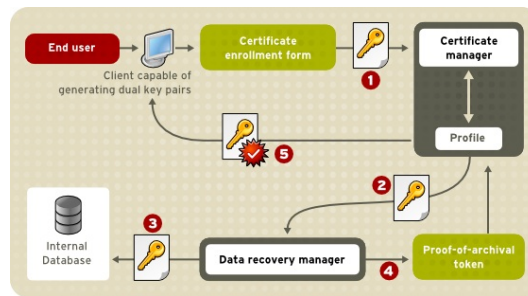 End user
Certificate
enrollment form
Certificate
manager
Client capable of
generating dual key pairs
1
Profile
5
2
3
Internal
Database
Data recovery manager
4
Proof-of-archival
token